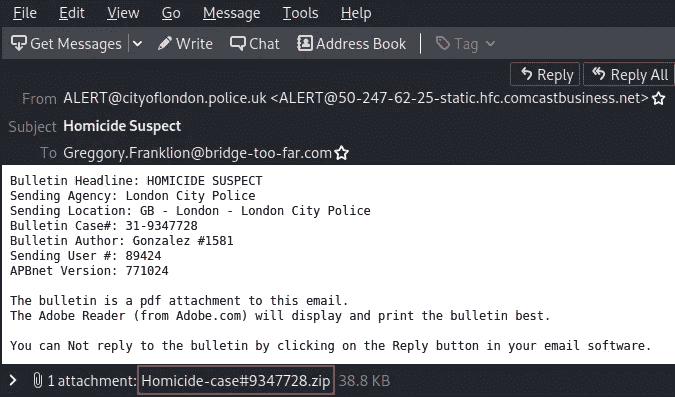 File Edit View Go Message Tools Help
Get Messages Write Chat Address Book Tag
Reply Reply All
From ALERT@cityoflondon.police.uk <ALERT@50-247-62-25-static.hfc.comcastbusiness.net>
Subject Homicide Suspect
To Greggory.Franklion@bridge-too-far.com
Bulletin Headline: HOMICIDE SUSPECT
Sending Agency: London City Police
Sending Location: GB - London - London City Police
Bulletin Case#: 31-9347728
Bulletin Author: Gonzalez #1581
Sending User #: 89424
APBnet Version: 771024
The bulletin is a pdf attachment to this email.
The Adobe Reader (from Adobe.com) will display and print the bulletin best.
You can Not reply to the bulletin by clicking on the Reply button in your email software.
1 attachment: Homicide-case#9347728.zip 38.8 KB